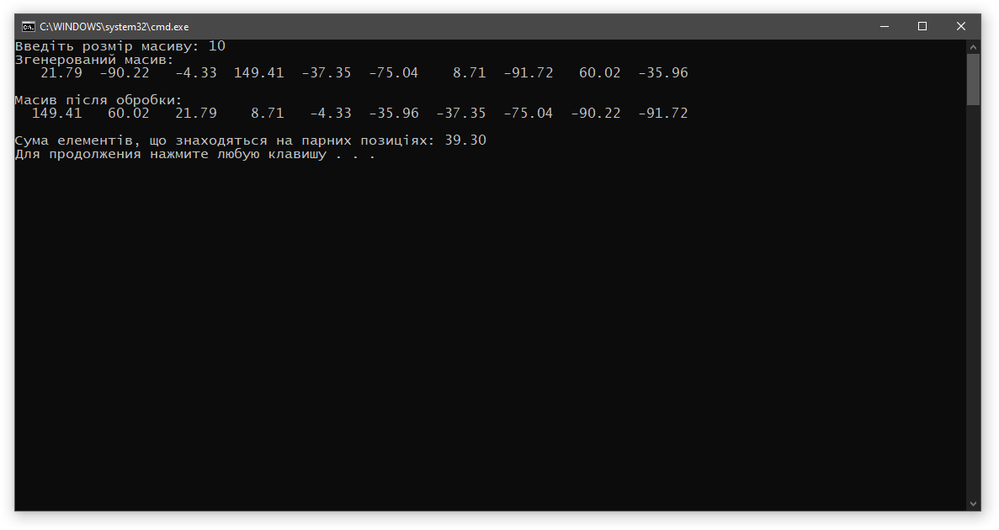 C:\WINDOWS\system32\cmd.exe
Введіть розмір масиву: 10
Згенерований масив:
21.79 -90.22 -4.33 149.41 -37.35 -75.04 8.71 -91.72 60.02 -35.96
Масив після обробки:
149.41 60.02 21.79 8.71 -4.33 -35.96 -37.35 -75.04 -90.22 -91.72
Сума елементів, що знаходяться на парних позиціях: 39.30
Для продолжения нажмите любую клавишу . . .